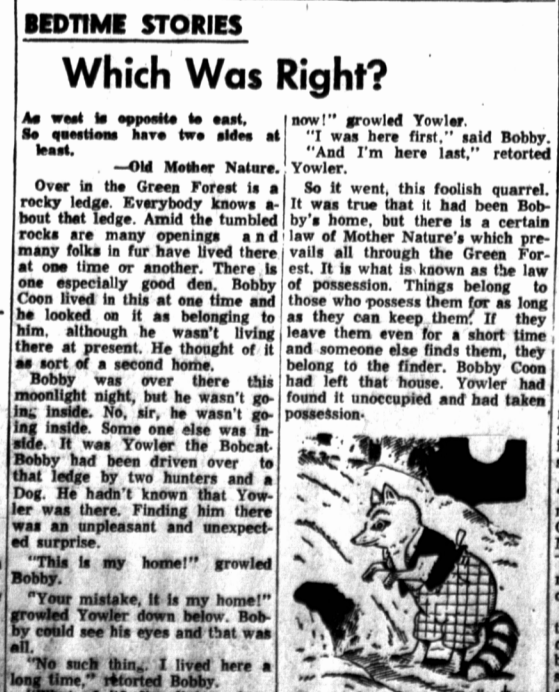 BEDTIME STORIES
Which Was Right?
As west is opposite to east,
So questions have two sides at
least.
—Old Mother Nature.
Over in the Green Forest is a
rocky ledge. Everybody knows a-
bout that ledge. Amid the tumbled
rocks are many openings and
many folks in fur have lived there
at one time or another. There is
one especially good den. Bobby
Coon lived in this at one time and
he looked on it as belonging to
him, although he wasn't living
there at present. He thought of it
as sort of a second home.
Bobby was over there this
moonlight night, but he wasn't go-
ing inside. No, sir, he wasn't go-
ing inside. Some one else was in-
side. It was Yowler the Bobcat.
Bobby had been driven over to
that ledge by two hunters and a
Dog. He hadn't known that Yow-
ler was there. Finding him there
was an unpleasant and unexpect-
ed surprise.
"This is my home!" growled
Bobby.
"Your mistake, it is my home!"
growled Yowler down below. Bob-
by could see his eyes and that was
all.
"No such thing. I lived here a
long time," retorted Bobby.
now!" growled Yowler.
"I was here first," said Bobby.
"And I'm here last," retorted
Yowler.
So it went, this foolish quarrel.
It was true that it had been Bob-
by's home, but there is a certain
law of Mother Nature's which pre-
vails all through the Green For-
est. It is what is known as the law
of possession. Things belong to
those who possess them for as long
as they can keep them. If they
leave them even for a short time
and someone else finds them, they
belong to the finder. Bobby Coon
had left that house. Yowler had
found it unoccupied and had taken
possession.